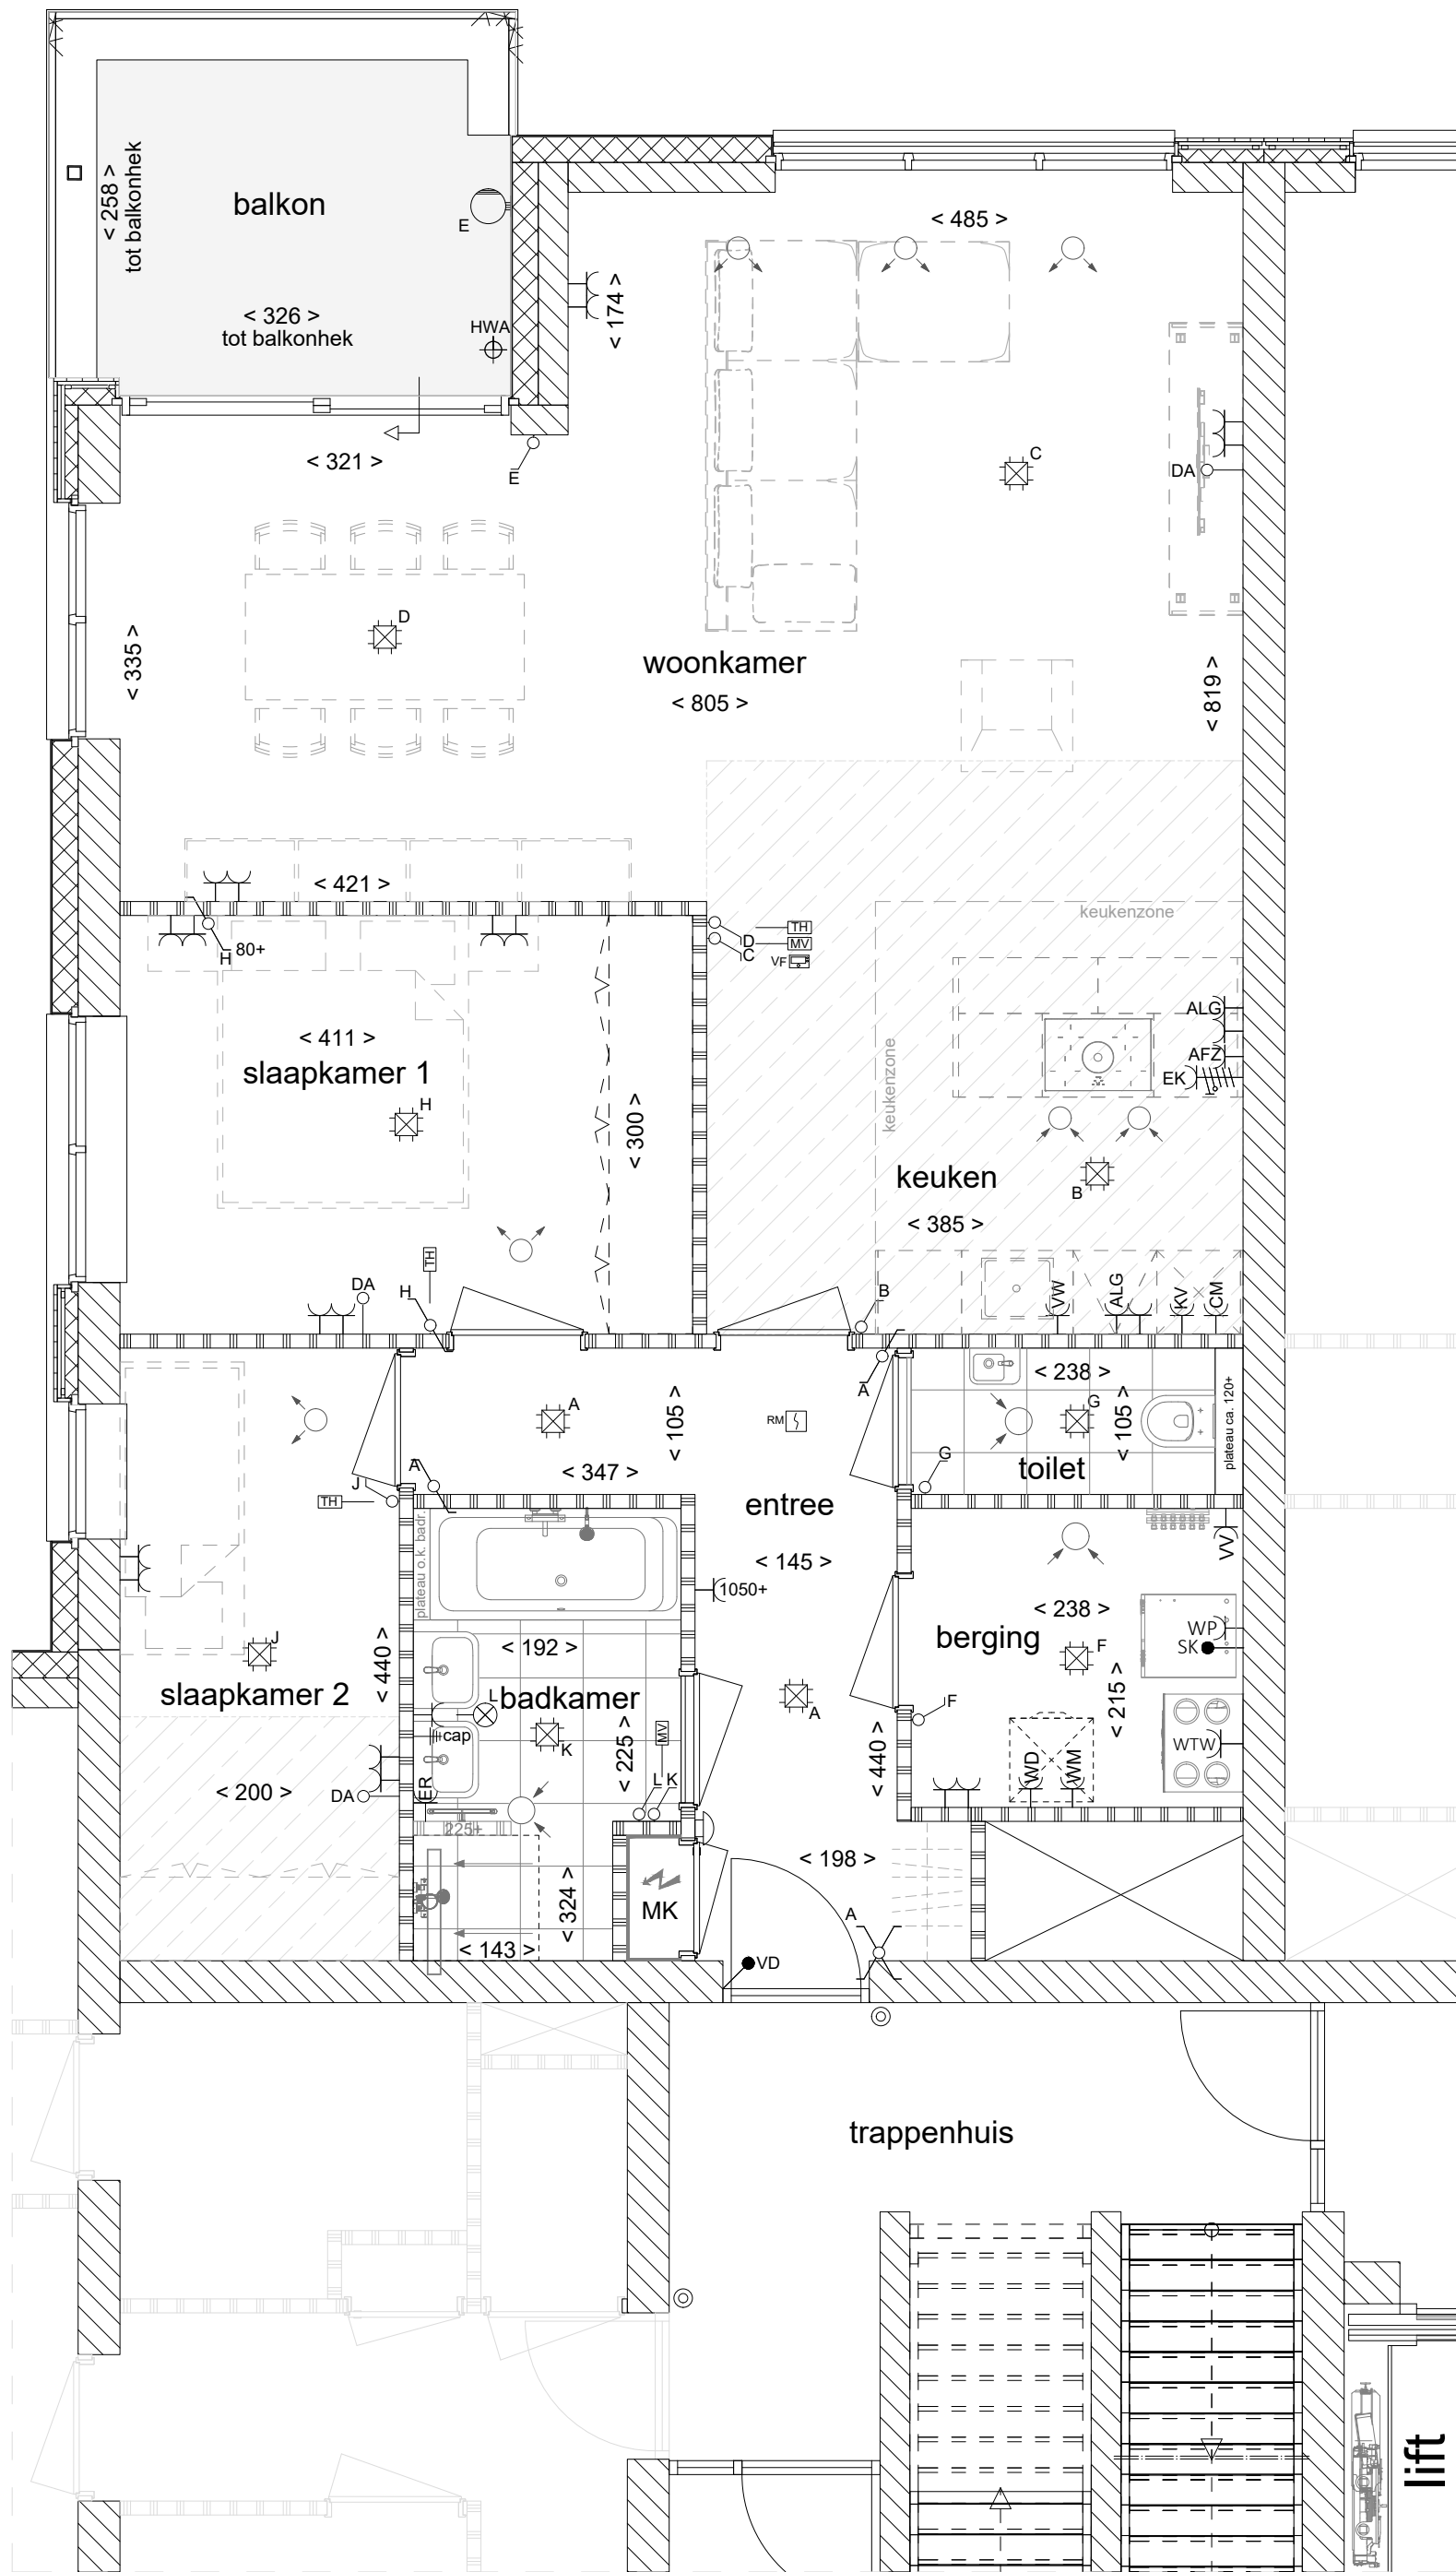 balkon
< 258 >
tot balkonhek
E
< 326 >
tot balkonhek
HWA
< 174 >
< 485 >
< 321 >
E
C
DA
D
< 335 >
woonkamer
< 805 >
< 819 >
< 421 >
H 80+
D
C
TH
MV
VF
keukenzone
keukenzone
ALG
AFZ
EK
< 411 >
slaapkamer 1
H
< 300 >
keuken
B
< 385 >
TH
DA
H
B
VW
ALG
KV
CM
A
A
< 105 >
RM
< 238 >
G
< 105 >
plateau ca. 120+
toilet
G
A
J
TH
< 347 >
entree
plateau o.k. badr.
< 145 >
1050+
VV
< 238 >
berging
WP
SK
F
< 215 >
J
slaapkamer 2
< 440 >
< 192 >
L
badkamer
cap
K
< 225 >
MV
A
F
< 440 >
WD
WM
WTW
< 200 >
DA
ER
L K
225+
< 198 >
< 324 >
MK
< 143 >
A
VD
trappenhuis
lift